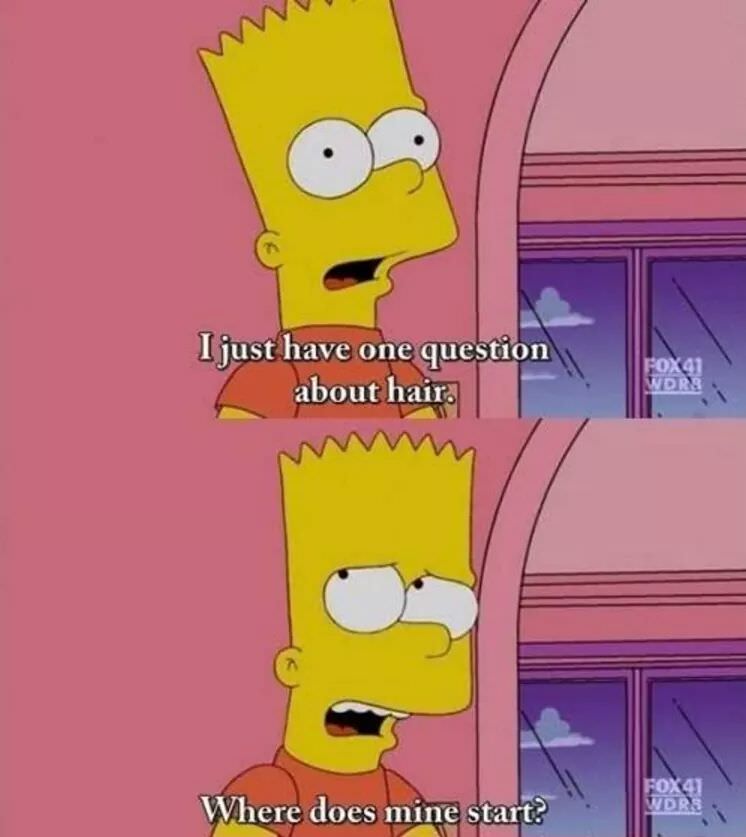 I just have one question
about hair.
FOX41
WDRB
Where does mine start?
FOX41
WDRB